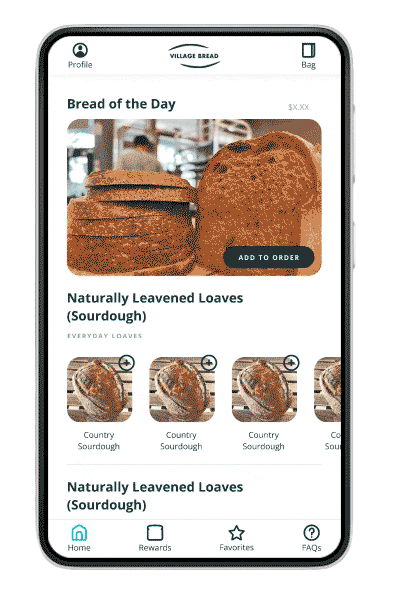 Profile
VILLAGE BREAD
Bag
Bread of the Day
$X.XX
ADD TO ORDER
Naturally Leavened Loaves
(Sourdough)
EVERYDAY LOAVES
Country
Sourdough
Country
Sourdough
Country
Sourdough
Co
Sou
Naturally Leavened Loaves
(Sourdough)
Home
Rewards
Favorites
FAQs